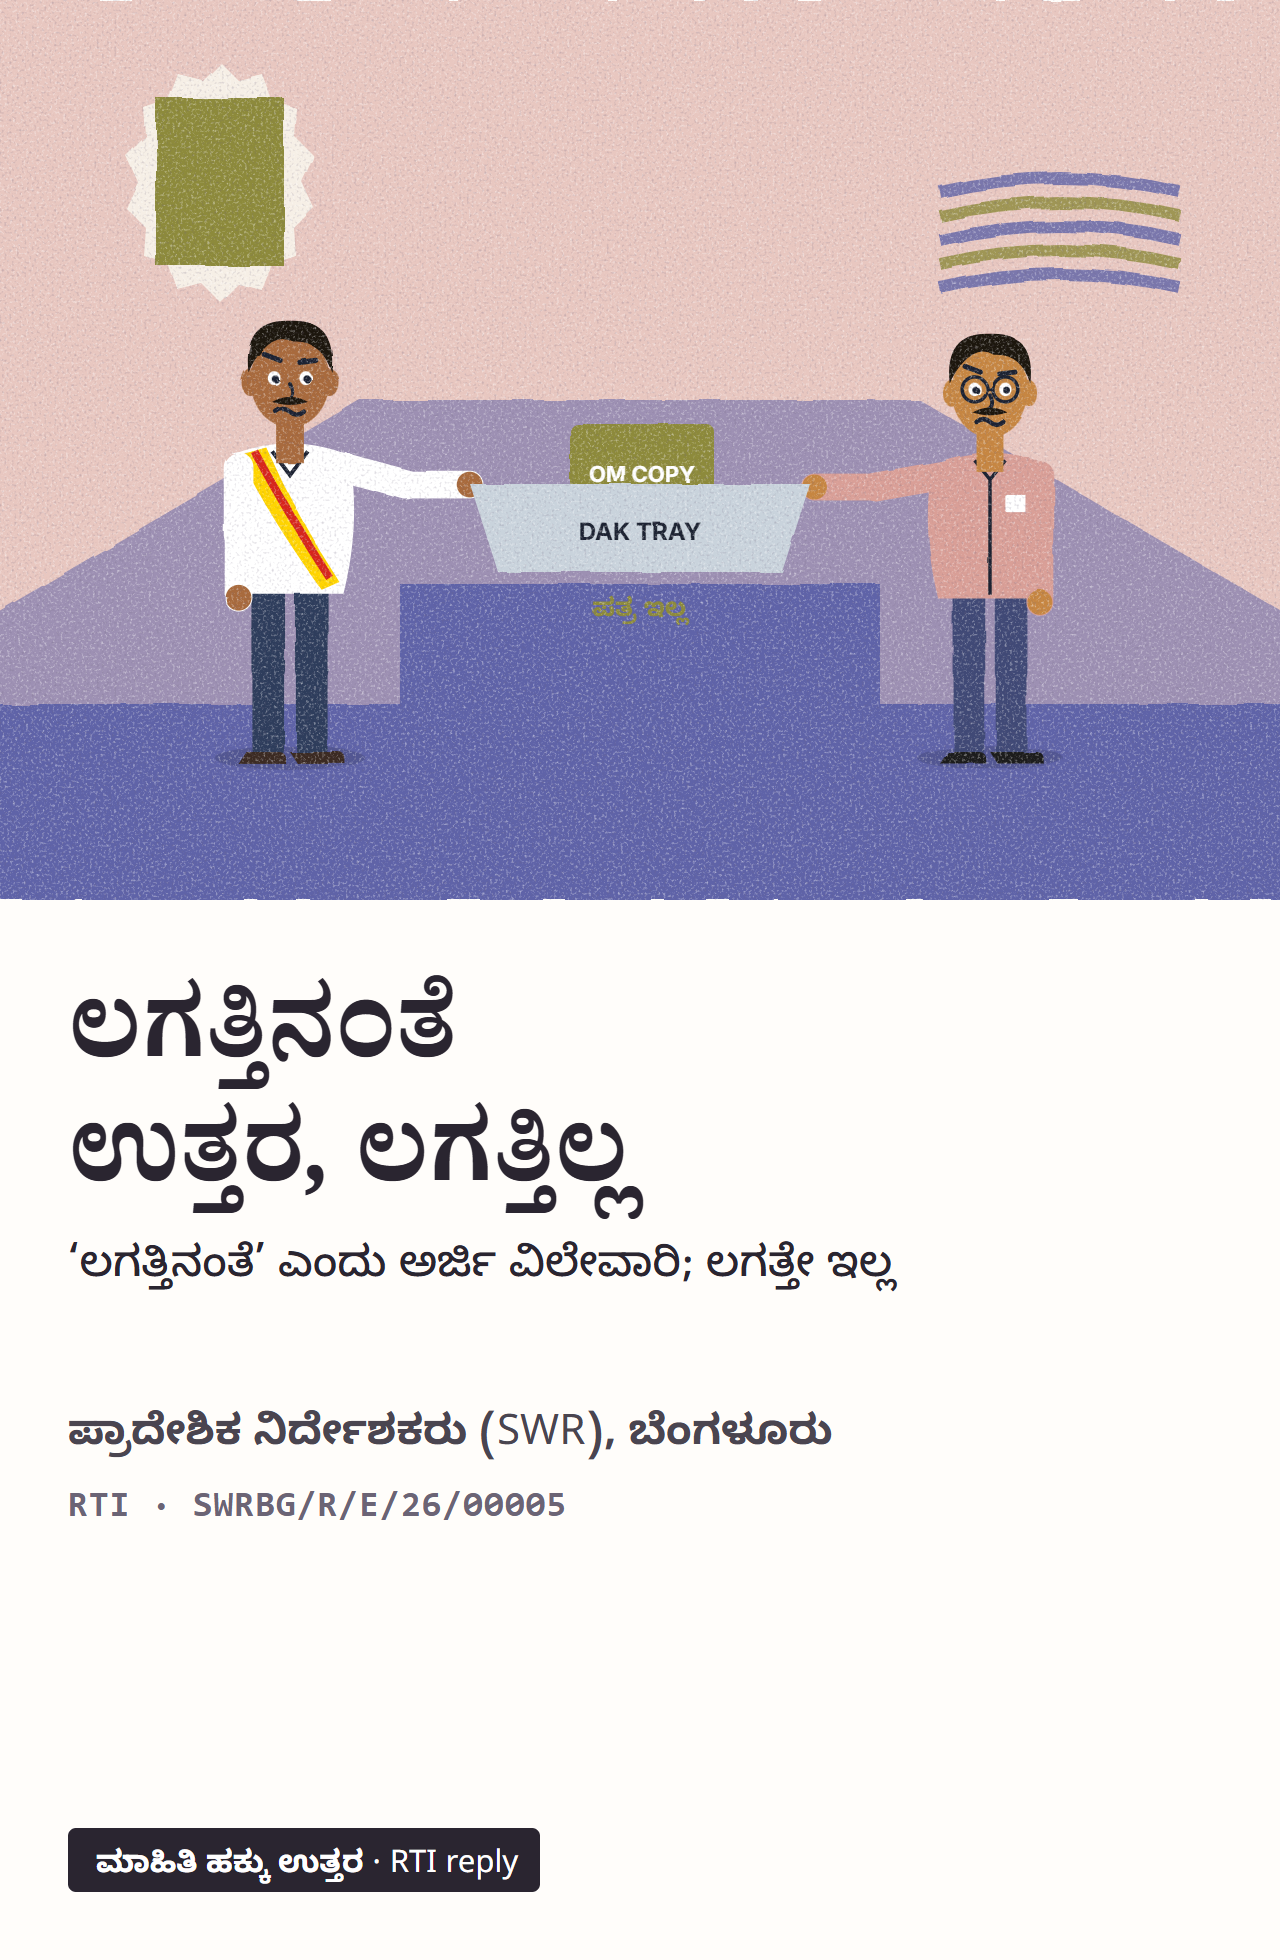 OM COPY
DAK TRAY
ಪತ್ರ ಇಲ್ಲ
ಲಗತ್ತಿನಂತೆ
ಉತ್ತರ, ಲಗತ್ತಿಲ್ಲ
‘ಲಗತ್ತಿನಂತೆ’ ಎಂದು ಅರ್ಜಿ ವಿಲೇವಾರಿ; ಲಗತ್ತೇ ಇಲ್ಲ
ಪ್ರಾದೇಶಿಕ ನಿರ್ದೇಶಕರು (SWR), ಬೆಂಗಳೂರು
RTI · SWRBG/R/E/26/00005
ಮಾಹಿತಿ ಹಕ್ಕು ಉತ್ತರ · RTI reply